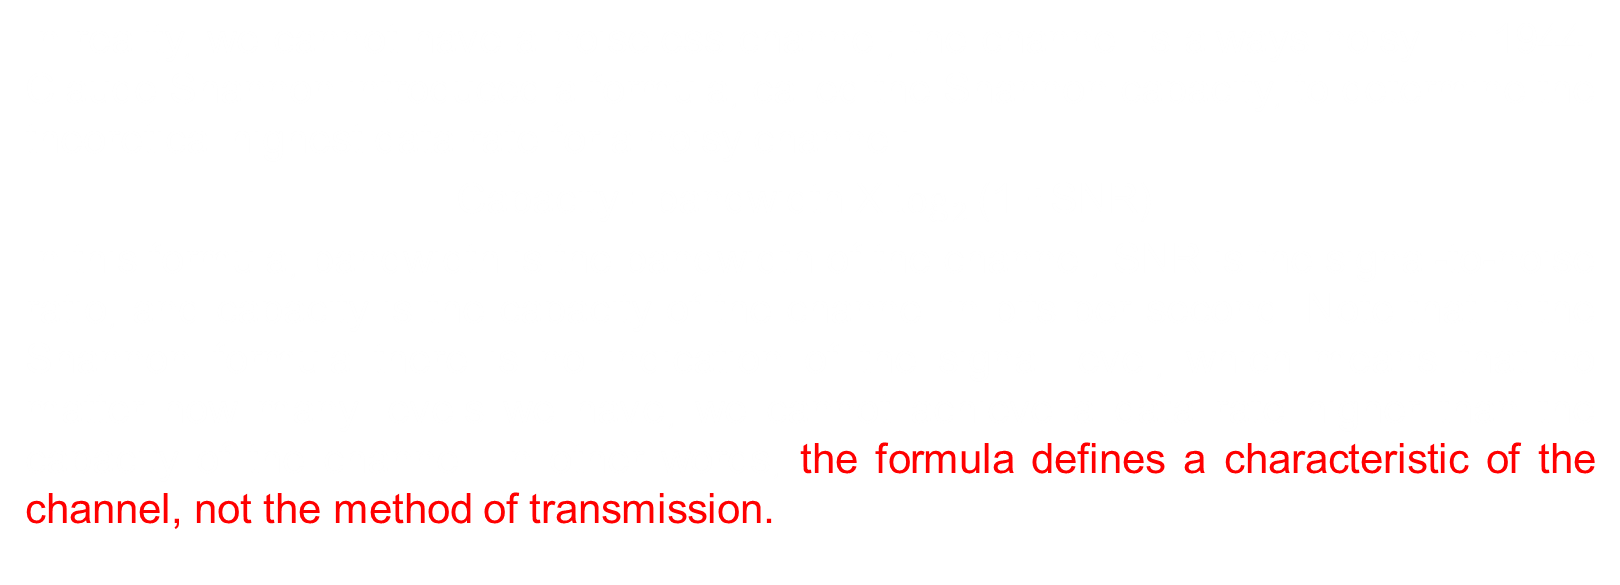 the formula defines a characteristic of the
channel, not the method of transmission.